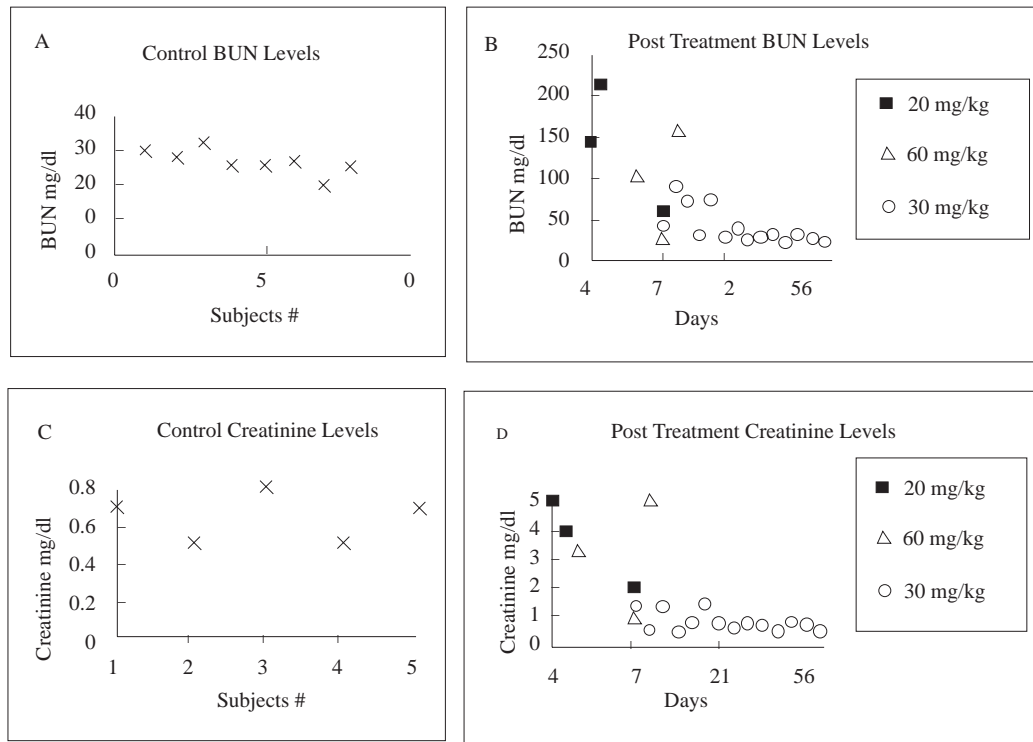 A
Control BUN Levels
BUN mg/dl
40
30
20
0
0
0
5
0
Subjects #
B
Post Treatment BUN Levels
BUN mg/dl
250
200
150
100
50
0
4
7
2
56
Days
20 mg/kg
60 mg/kg
30 mg/kg
C
Control Creatinine Levels
Creatinine mg/dl
0.8
0.6
0.4
0.2
0
1
2
3
4
5
Subjects #
D
Post Treatment Creatinine Levels
Creatinine mg/dl
5
4
3
2
1
0
4
7
21
56
Days
20 mg/kg
60 mg/kg
30 mg/kg